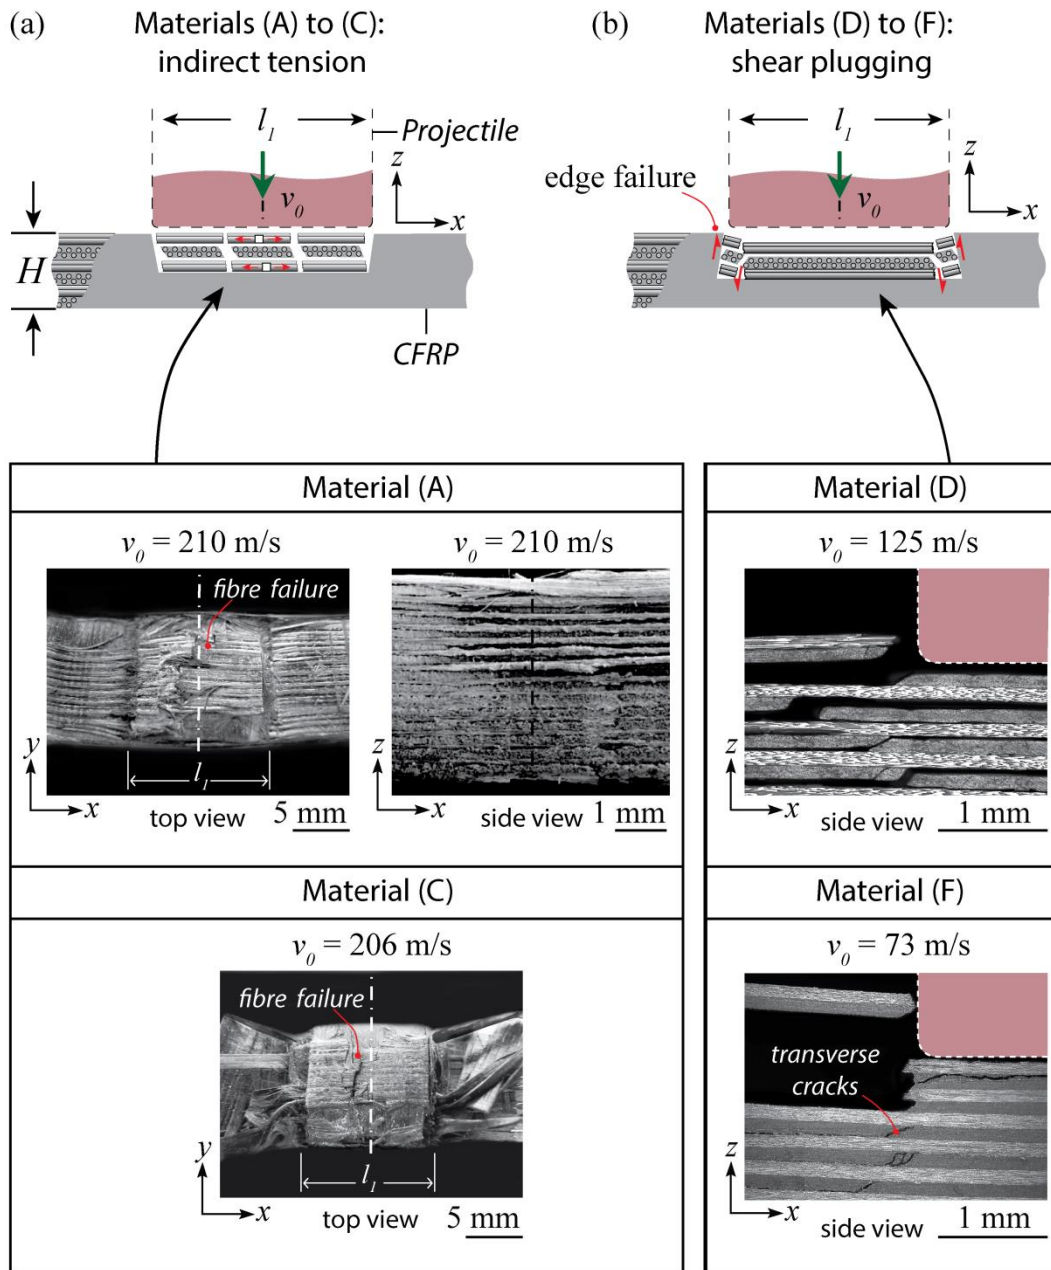 (a)
Materials (A) to (C):
indirect tension
l₁
Projectile
v₀
z
x
H
CFRP
(b)
Materials (D) to (F):
shear plugging
l₁
edge failure
v₀
z
x
Material (A)
v₀ = 210 m/s
fibre failure
l₁
y
x
top view
5 mm
v₀ = 210 m/s
z
x
side view
1 mm
Material (C)
v₀ = 206 m/s
fibre failure
l₁
y
x
top view
5 mm
Material (D)
v₀ = 125 m/s
z
x
side view
1 mm
Material (F)
v₀ = 73 m/s
transverse
cracks
z
x
side view
1 mm